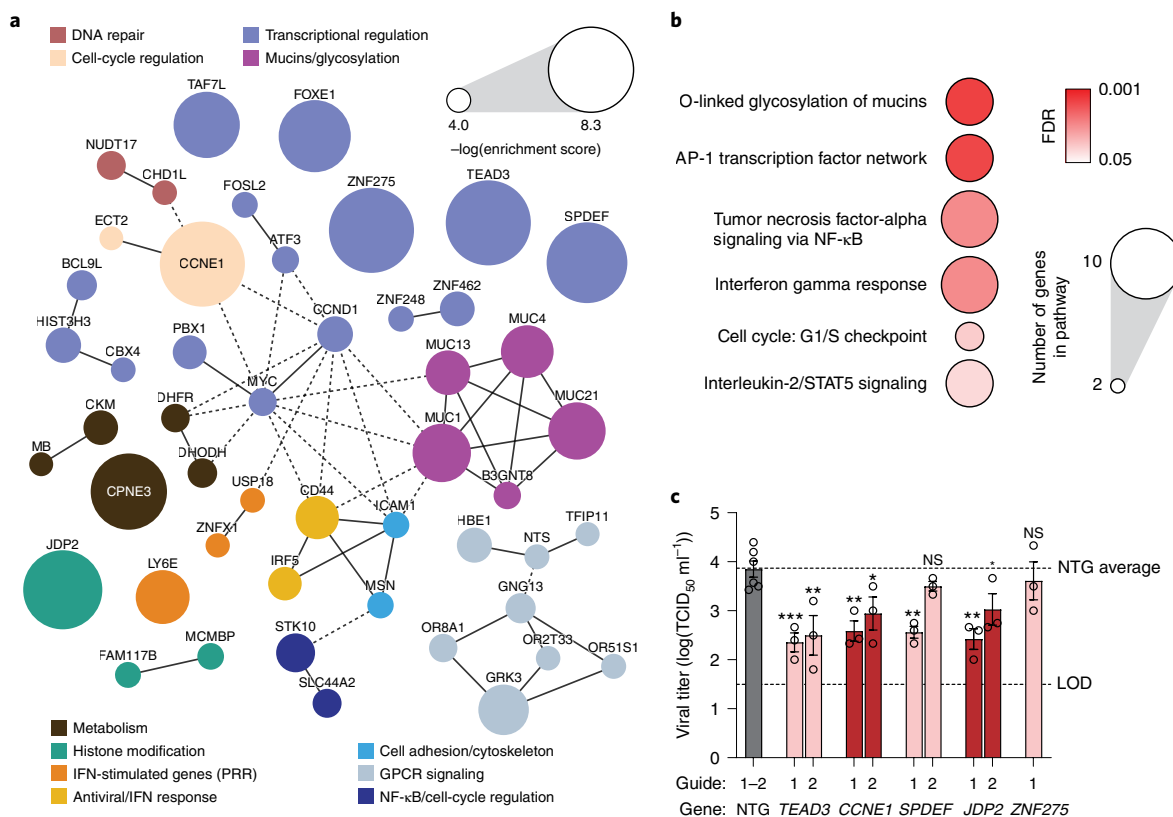 a
DNA repair
Transcriptional regulation
Cell-cycle regulation
Mucins/glycosylation
4.0
8.3
–log(enrichment score)
TAF7L
FOXE1
NUDT17
CHD1L
FOSL2
ZNF275
TEAD3
SPDEF
ECT2
CCNE1
ATF3
BCL9L
ZNF248
ZNF462
CCND1
MUC4
HIST3H3
PBX1
MUC13
CBX4
MYC
MUC21
CKM
DHFR
MUC1
MB
DHODH
B3GNT8
CPNE3
USP18
CD44
ICAM1
ZNFX1
HBE1
TFIP11
NTS
JDP2
LY6E
IRF5
MSN
GNG13
STK10
OR8A1
OR2T33
OR51S1
MCMBP
FAM117B
SLC44A2
GRK3
Metabolism
Histone modification
IFN-stimulated genes (PRR)
Antiviral/IFN response
Cell adhesion/cytoskeleton
GPCR signaling
NF-κB/cell-cycle regulation
b
O-linked glycosylation of mucins
AP-1 transcription factor network
Tumor necrosis factor-alpha
signaling via NF-κB
Interferon gamma response
Cell cycle: G1/S checkpoint
Interleukin-2/STAT5 signaling
FDR
0.001
0.05
Number of genes
in pathway
10
2
c
Viral titer (log(TCID50 ml−1))
5
4
3
2
1
0
NTG average
LOD
*** ** ** * ** NS ** * NS
Guide: 1–2 1 2 1 2 1 2 1 2 1
Gene: NTG TEAD3 CCNE1 SPDEF JDP2 ZNF275